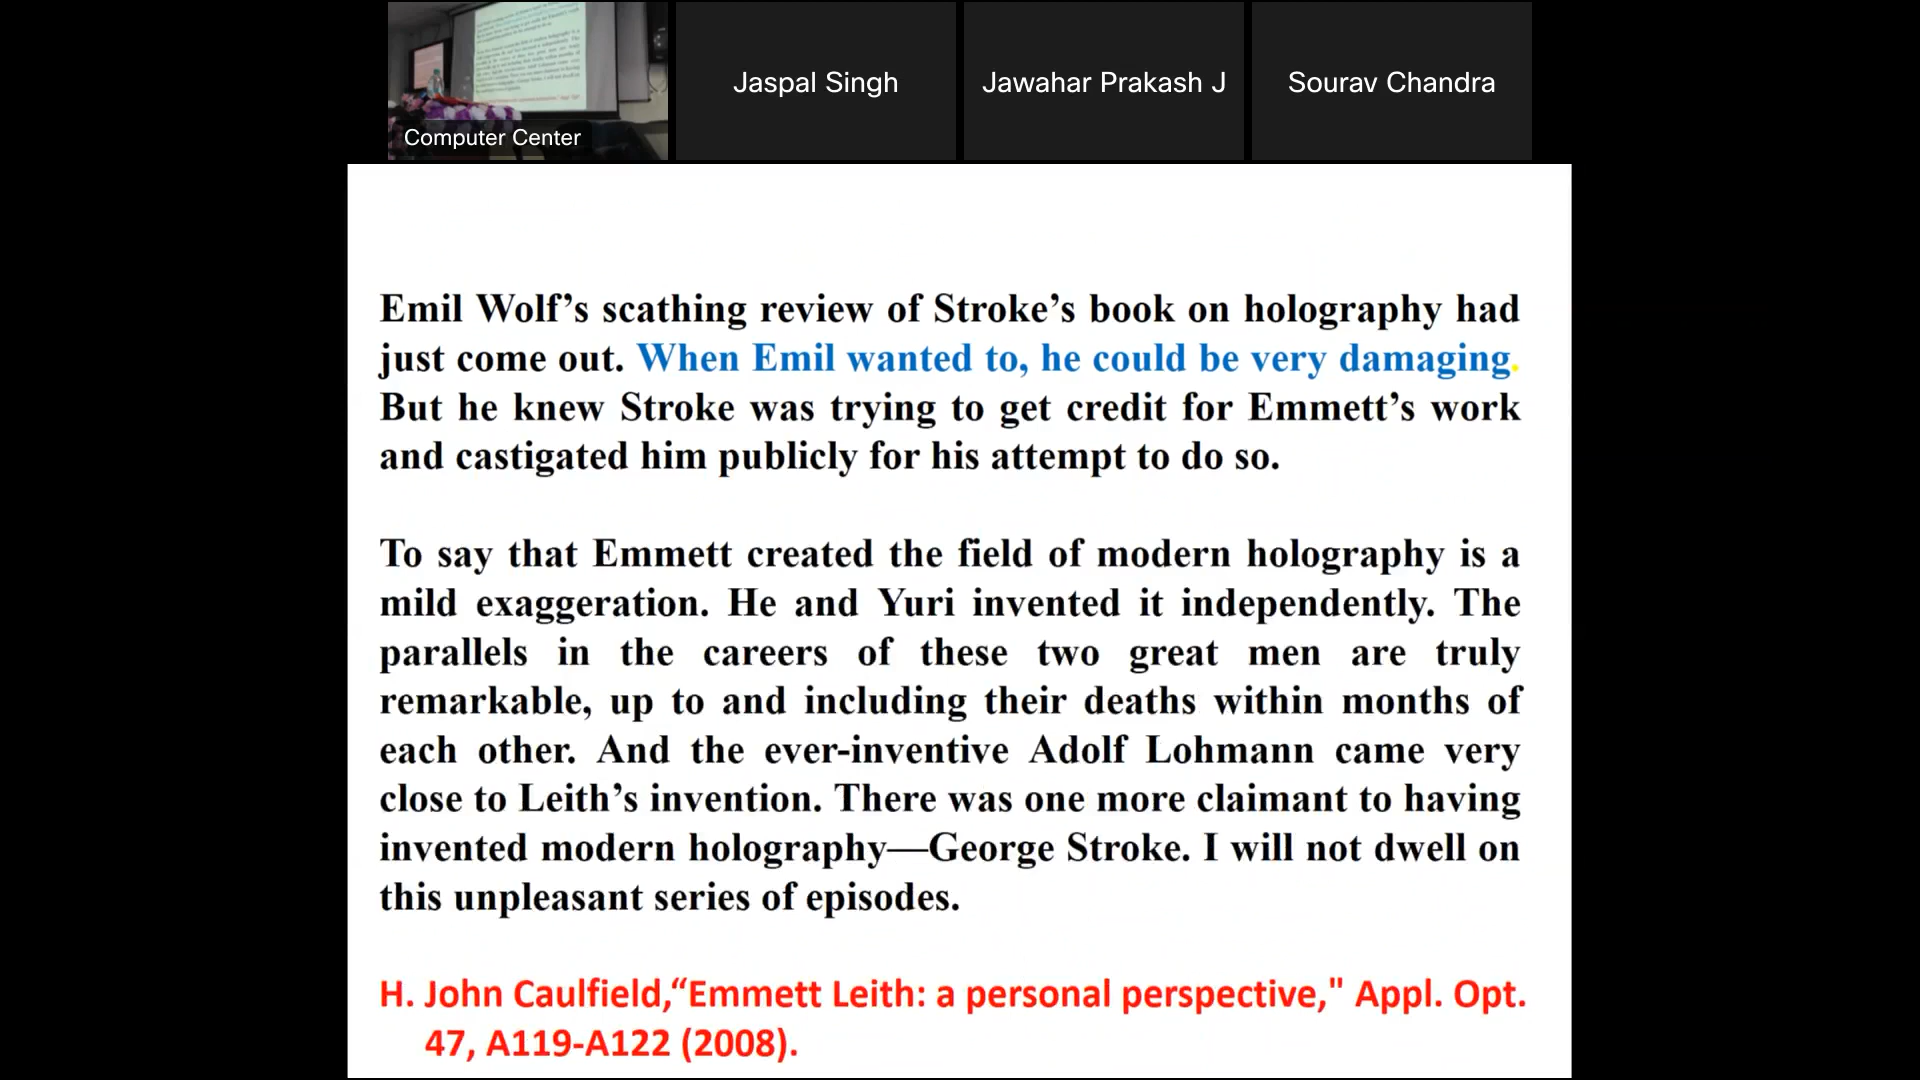 Computer Center
Jaspal Singh
Jawahar Prakash J
Sourav Chandra
Emil Wolf’s scathing review of Stroke’s book on holography had
just come out. When Emil wanted to, he could be very damaging.
But he knew Stroke was trying to get credit for Emmett’s work
and castigated him publicly for his attempt to do so.
To say that Emmett created the field of modern holography is a
mild exaggeration. He and Yuri invented it independently. The
parallels in the careers of these two great men are truly
remarkable, up to and including their deaths within months of
each other. And the ever-inventive Adolf Lohmann came very
close to Leith’s invention. There was one more claimant to having
invented modern holography—George Stroke. I will not dwell on
this unpleasant series of episodes.
H. John Caulfield,“Emmett Leith: a personal perspective," Appl. Opt.
47, A119-A122 (2008).